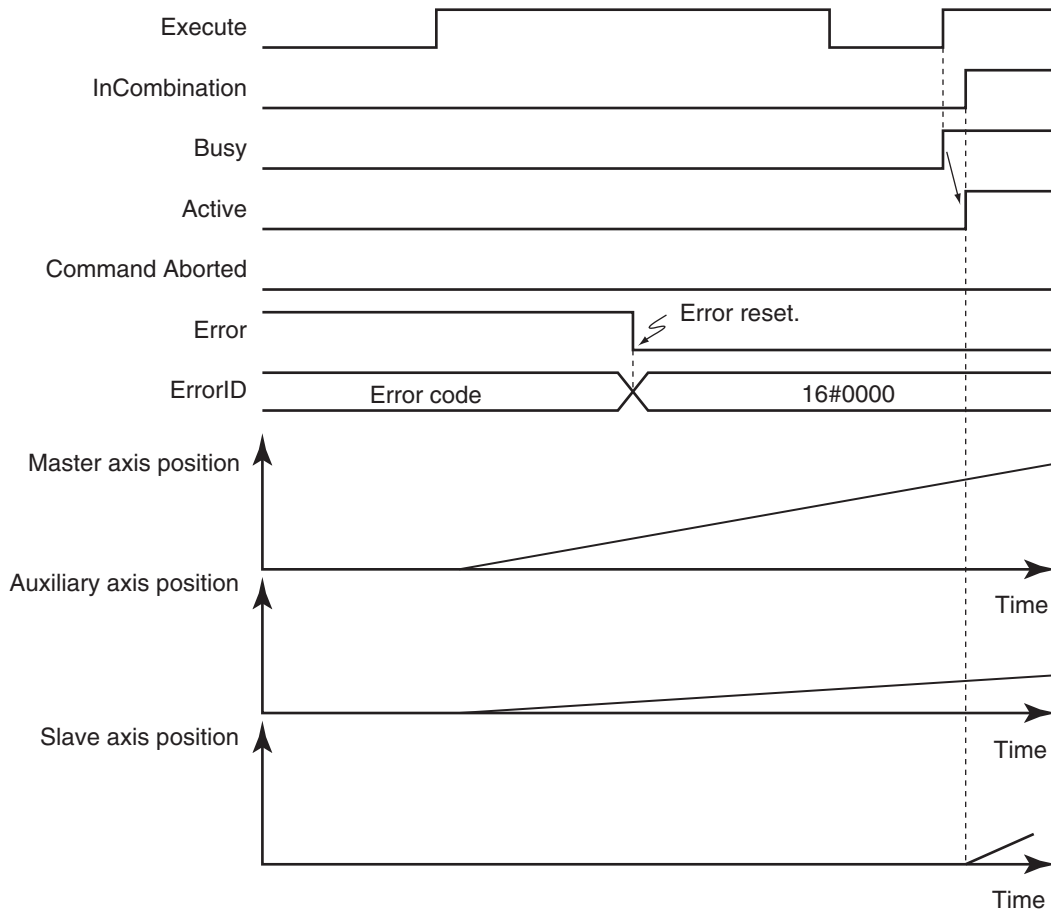 Execute
InCombination
Busy
Active
Command Aborted
Error
Error reset.
ErrorID
Error code
16#0000
Master axis position
Time
Auxiliary axis position
Time
Slave axis position
Time